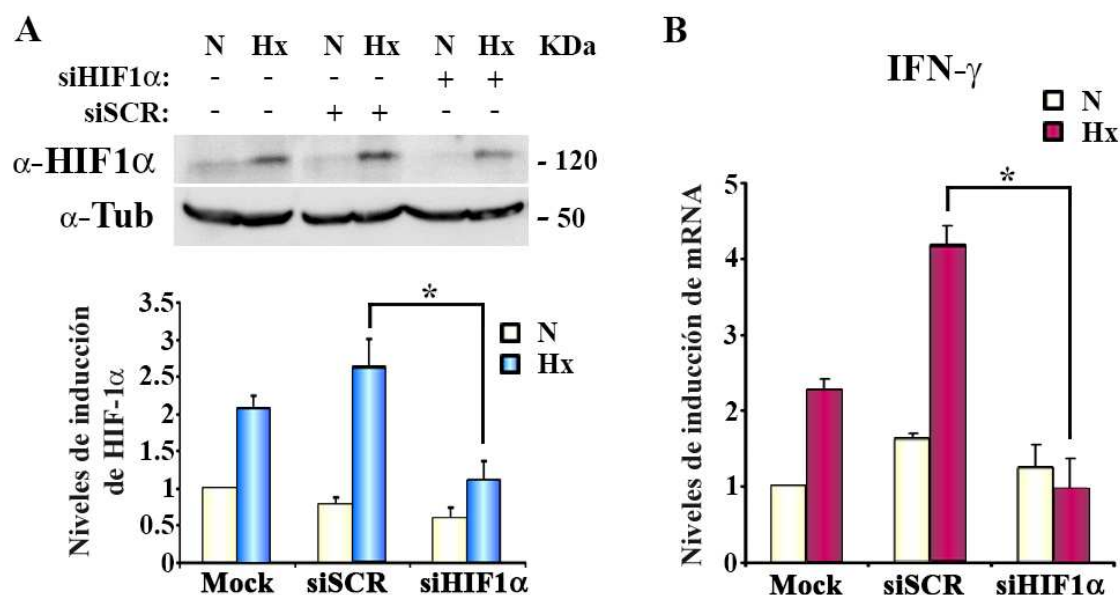 A
N Hx N Hx N Hx KDa
siHIF1α: - - - - + +
siSCR: - - + + - -
α-HIF1α - 120
α-Tub - 50
Niveles de inducción
de HIF-1α
3.5
3
2.5
2
1.5
1
0.5
0
*
N
Hx
Mock siSCR siHIF1α
B
IFN-γ
N
Hx
Niveles de inducción de mRNA
5
4
3
2
1
0
*
Mock siSCR siHIF1α